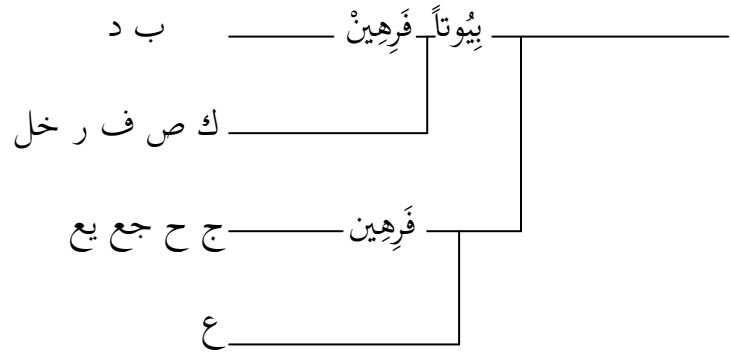 بِيُوتاً فَرِهِينْ ب د
ك ص ف ر خل
فَرِهِين ج ح جع يع
ع